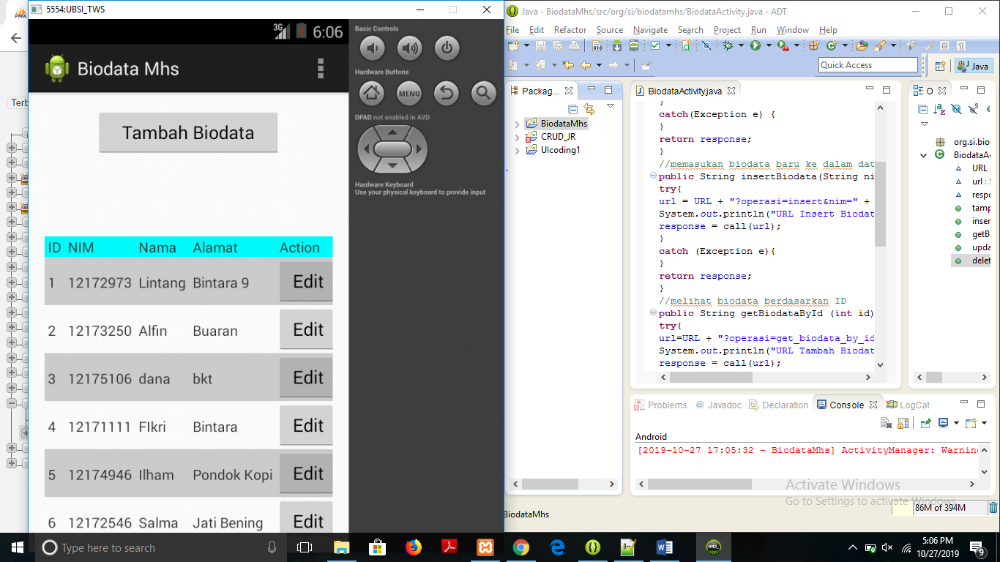 5554:UBSI_TWS
3G 6:06
Biodata Mhs
Tambah Biodata
ID NIM Nama Alamat Action
1 12172973 Lintang Bintara 9 Edit
2 12173250 Alfin Buaran Edit
3 12175106 dana bkt Edit
4 12171111 FIkri Bintara Edit
5 12174946 Ilham Pondok Kopi Edit
6 12172546 Salma Jati Bening Edit
Basic Controls
Hardware Buttons
MENU
DPAD not enabled in AVD
Hardware Keyboard
Use your physical keyboard to provide input
PMA
Terb
Java - BiodataMhs/src/org/si/biodatamhs/BiodataActivity.java - ADT
File Edit Refactor Source Navigate Search Project Run Window Help
Quick Access
Java
Packag...
BiodataMhs
CRUD_JR
UIcoding1
BiodataActivity.java
}
catch(Exception e) {
}
return response;
}
//memasukan biodata baru ke dalam dat
public String insertBiodata(String ni
try{
url = URL + "?operasi=insert&nim=" +
System.out.println("URL Insert Biodat
response = call(url);
}
catch (Exception e){
}
return response;
}
//melihat biodata berdasarkan ID
public String getBiodataById (int id)
try{
url=URL + "?operasi=get_biodata_by_id
System.out.println("URL Tambah Biodat
response = call(url);
O
org.si.bio
BiodataA
URL
url :
respo
tamp
inser
getB
upda
delet
Problems @ Javadoc Declaration Console LogCat
Android
[2019-10-27 17:05:32 - BiodataMhs] ActivityManager: Warnin
Activate Windows
Go to Settings to activate Windows.
BiodataMhs
86M of 394M
Type here to search
5:06 PM
10/27/2019
9